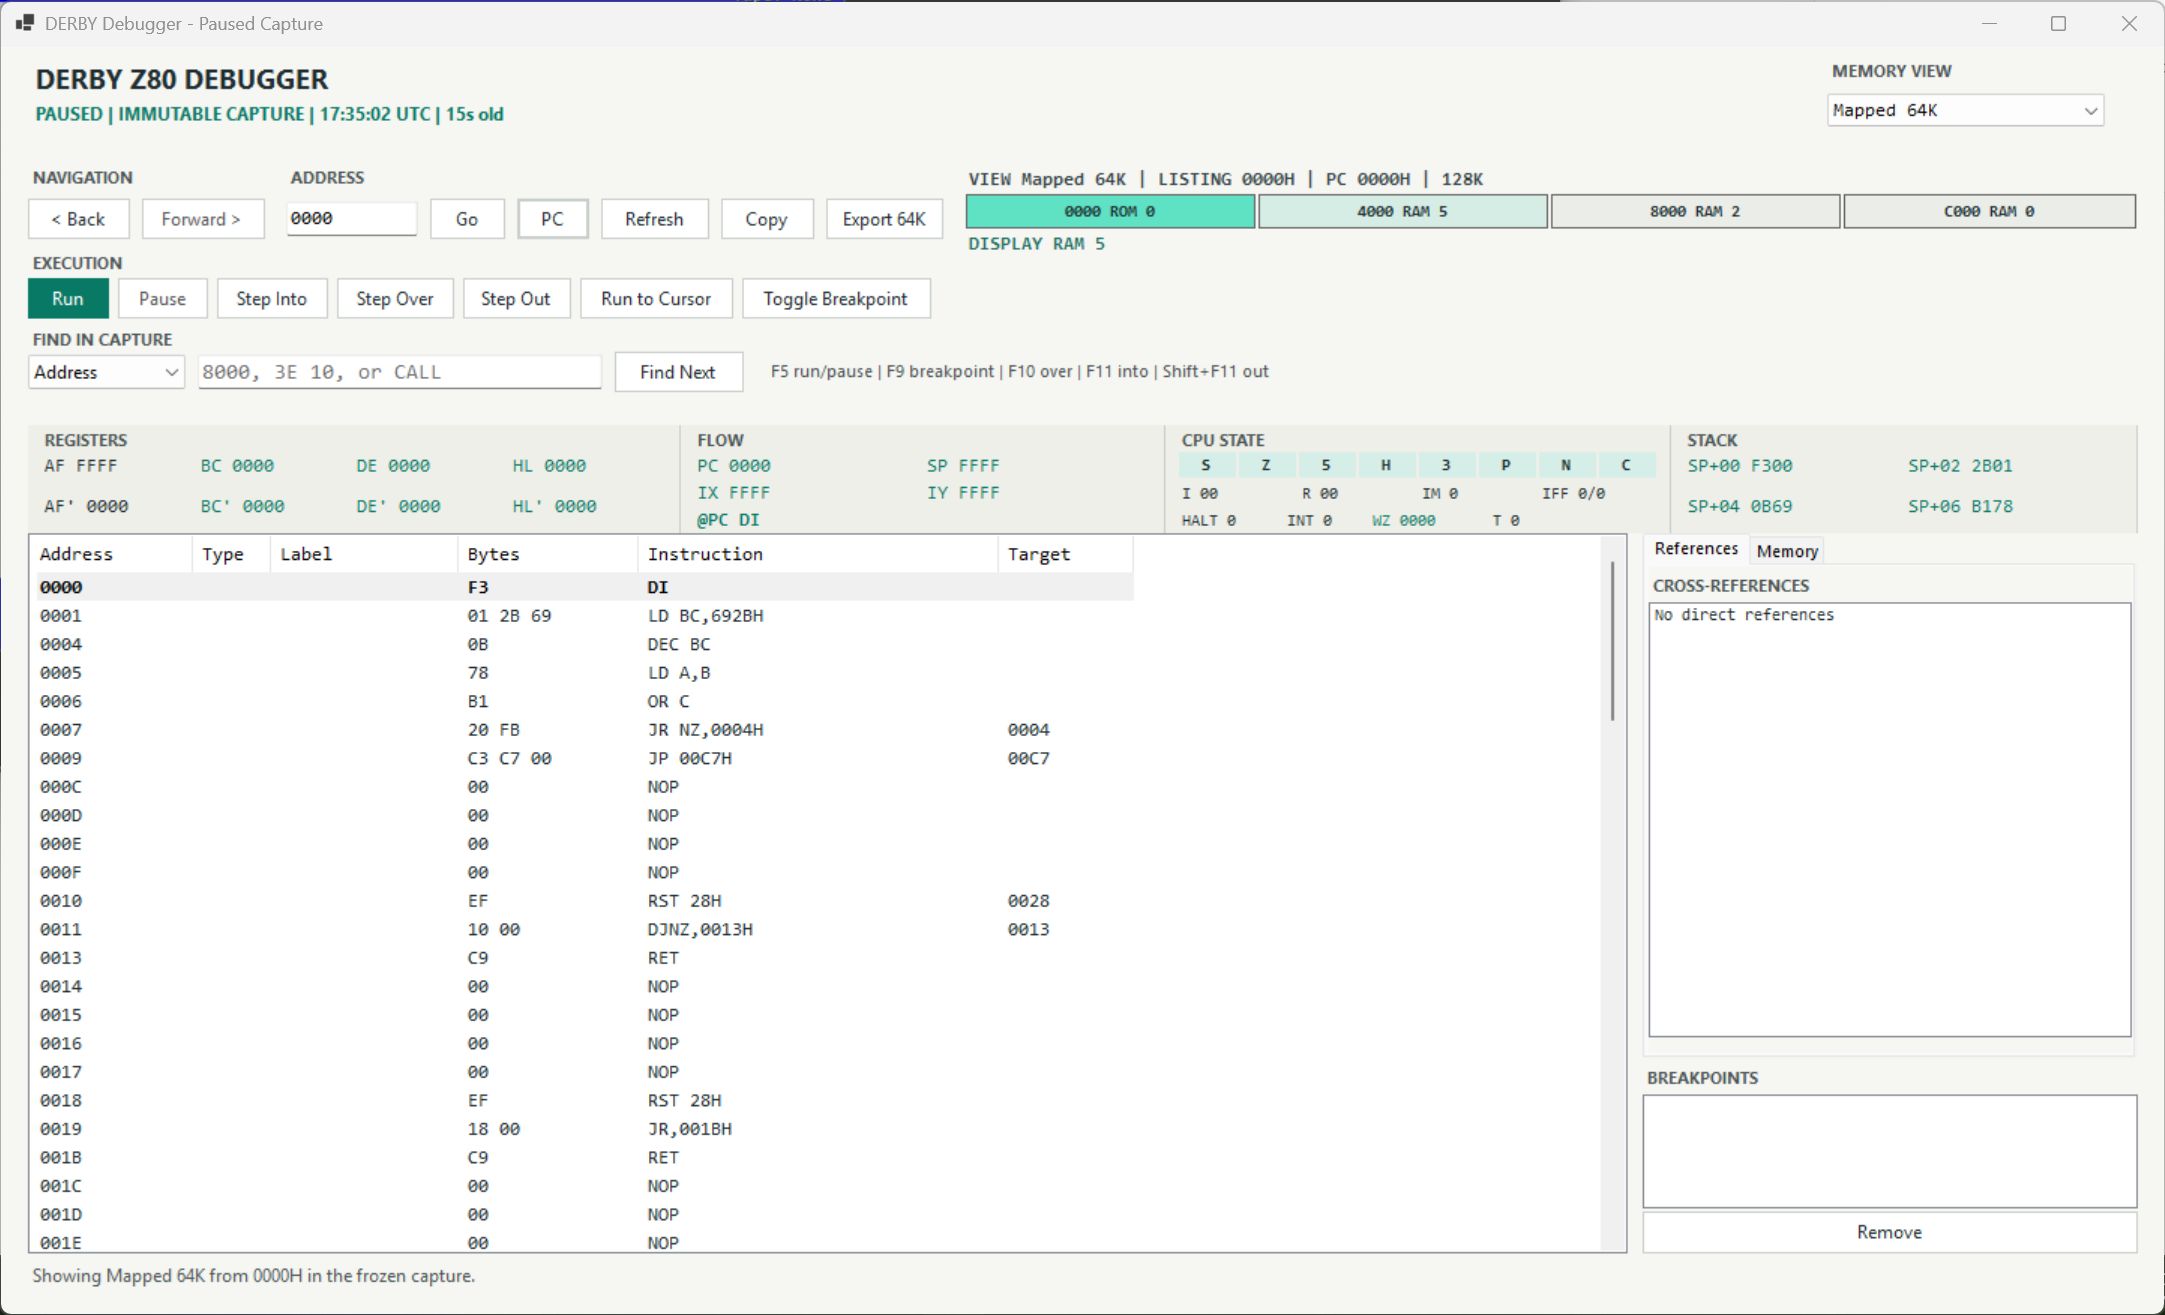 DERBY Debugger - Paused Capture
DERBY Z80 DEBUGGER
PAUSED | IMMUTABLE CAPTURE | 17:35:02 UTC | 15s old
MEMORY VIEW
Mapped 64K
NAVIGATION
ADDRESS
< Back
Forward >
0000
Go
PC
Refresh
Copy
Export 64K
VIEW Mapped 64K | LISTING 0000H | PC 0000H | 128K
0000 ROM 0
4000 RAM 5
8000 RAM 2
C000 RAM 0
DISPLAY RAM 5
EXECUTION
Run
Pause
Step Into
Step Over
Step Out
Run to Cursor
Toggle Breakpoint
FIND IN CAPTURE
Address
8000, 3E 10, or CALL
Find Next
F5 run/pause | F9 breakpoint | F10 over | F11 into | Shift+F11 out
REGISTERS
AF FFFF BC 0000 DE 0000 HL 0000
AF' 0000 BC' 0000 DE' 0000 HL' 0000
FLOW
PC 0000 SP FFFF
IX FFFF IY FFFF
@PC DI
CPU STATE
S Z 5 H 3 P N C
I 00 R 00 IM 0 IFF 0/0
HALT 0 INT 0 WZ 0000 T 0
STACK
SP+00 F300 SP+02 2B01
SP+04 0B69 SP+06 B178
Address Type Label Bytes Instruction Target
0000 F3 DI
0001 01 2B 69 LD BC,692BH
0004 0B DEC BC
0005 78 LD A,B
0006 B1 OR C
0007 20 FB JR NZ,0004H 0004
0009 C3 C7 00 JP 00C7H 00C7
000C 00 NOP
000D 00 NOP
000E 00 NOP
000F 00 NOP
0010 EF RST 28H 0028
0011 10 00 DJNZ,0013H 0013
0013 C9 RET
0014 00 NOP
0015 00 NOP
0016 00 NOP
0017 00 NOP
0018 EF RST 28H
0019 18 00 JR,001BH
001B C9 RET
001C 00 NOP
001D 00 NOP
001E 00 NOP
References
Memory
CROSS-REFERENCES
No direct references
BREAKPOINTS
Remove
Showing Mapped 64K from 0000H in the frozen capture.